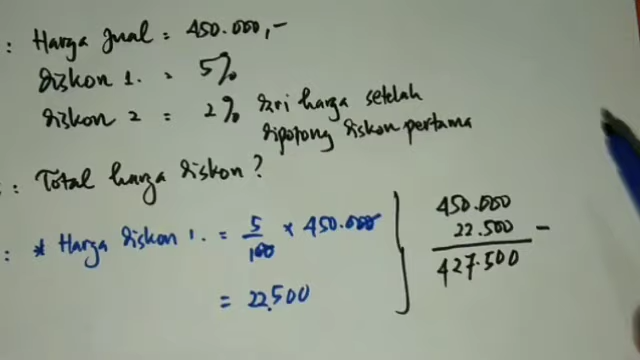 : Harga Jual = 450.000,-
diskon 1. = 5%
diskon 2 = 2% dari harga setelah
dipotong diskon pertama
: Total harga diskon ?
: * Harga diskon 1. = 5/100 x 450.000
= 22.500
450.000
22.500 -
427.500